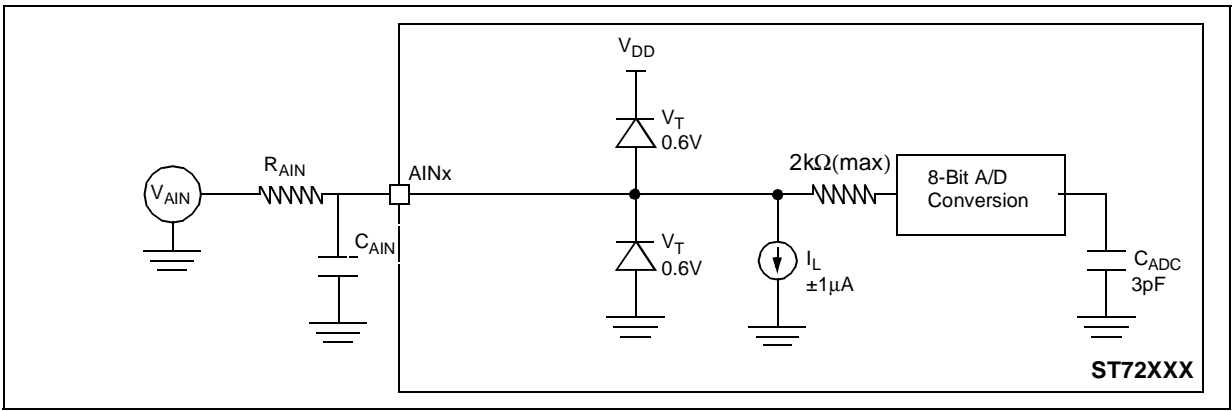 V_DD
V_T
0.6V
R_AIN
AINx
2kΩ(max)
8-Bit A/D
Conversion
V_AIN
C_AIN
V_T
0.6V
I_L
±1μA
C_ADC
3pF
ST72XXX